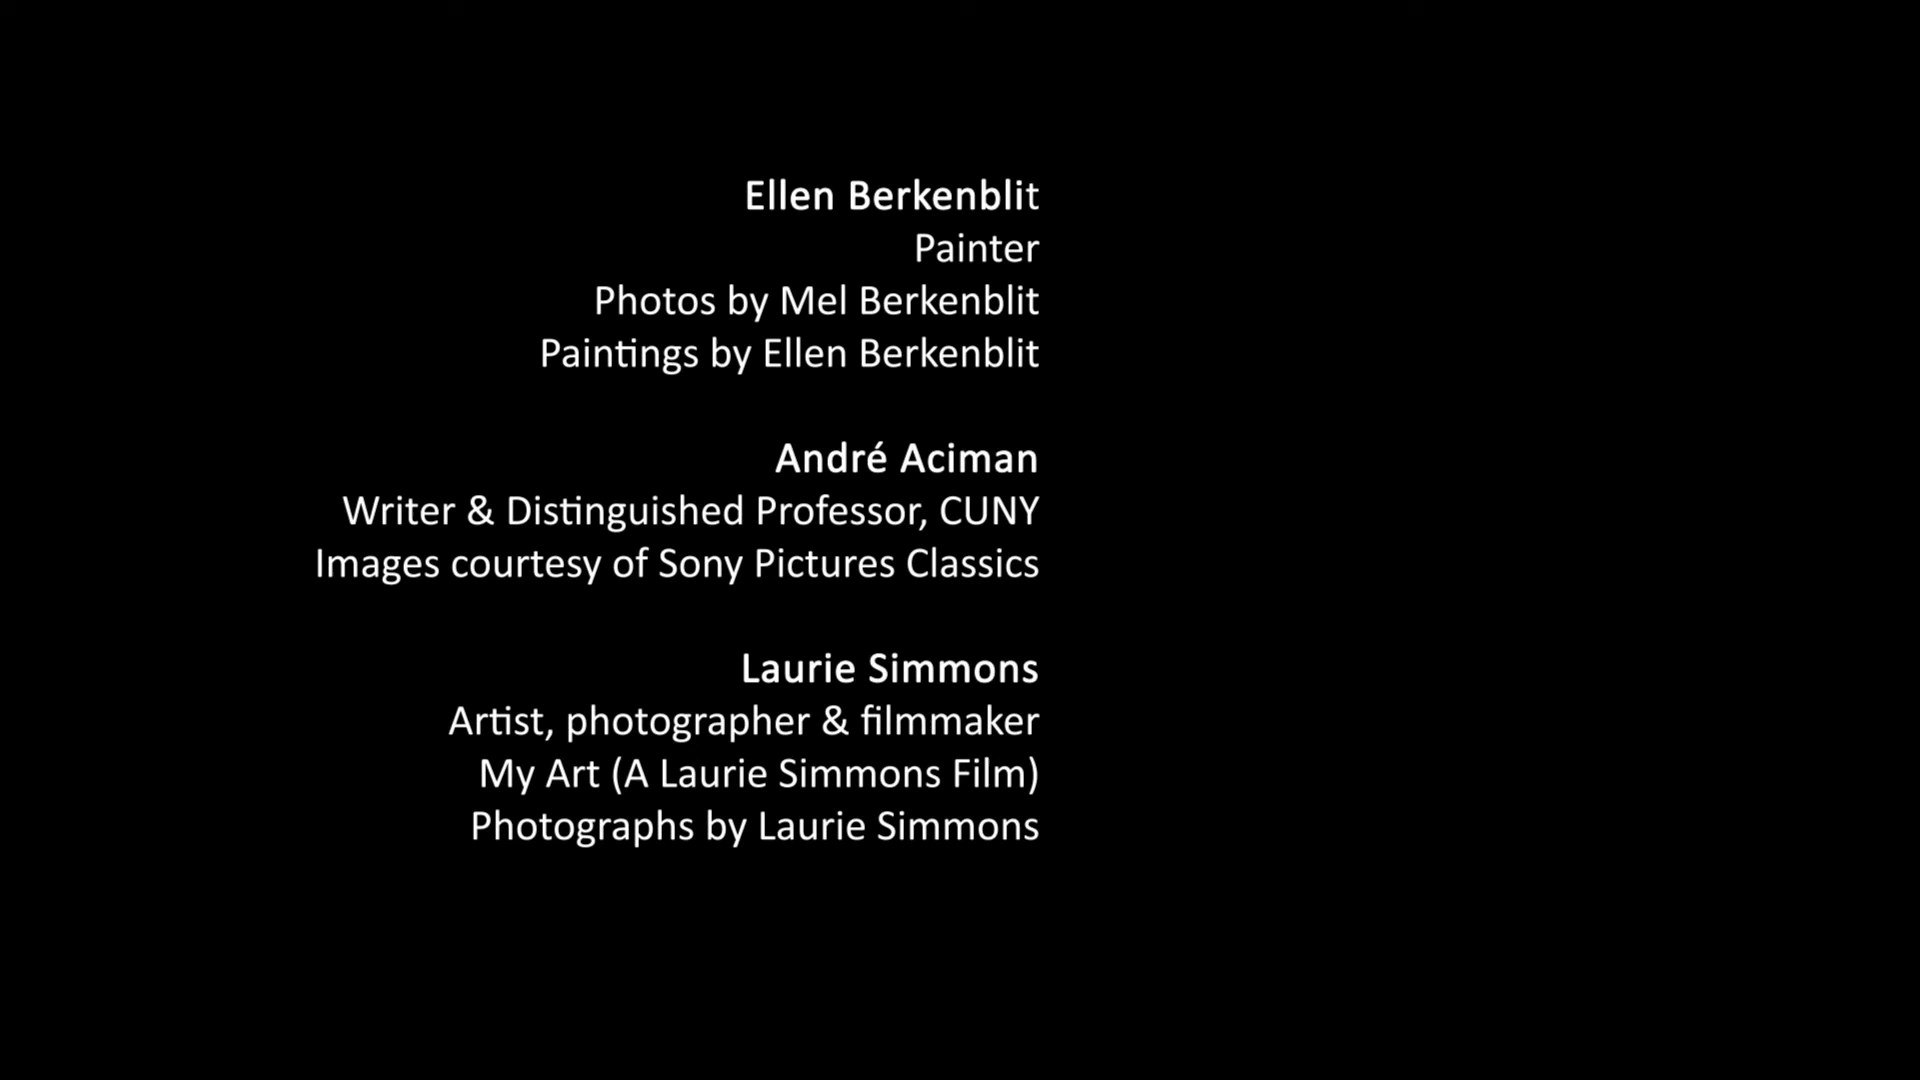 Ellen Berkenblit
Painter
Photos by Mel Berkenblit
Paintings by Ellen Berkenblit
André Aciman
Writer & Distinguished Professor, CUNY
Images courtesy of Sony Pictures Classics
Laurie Simmons
Artist, photographer & filmmaker
My Art (A Laurie Simmons Film)
Photographs by Laurie Simmons